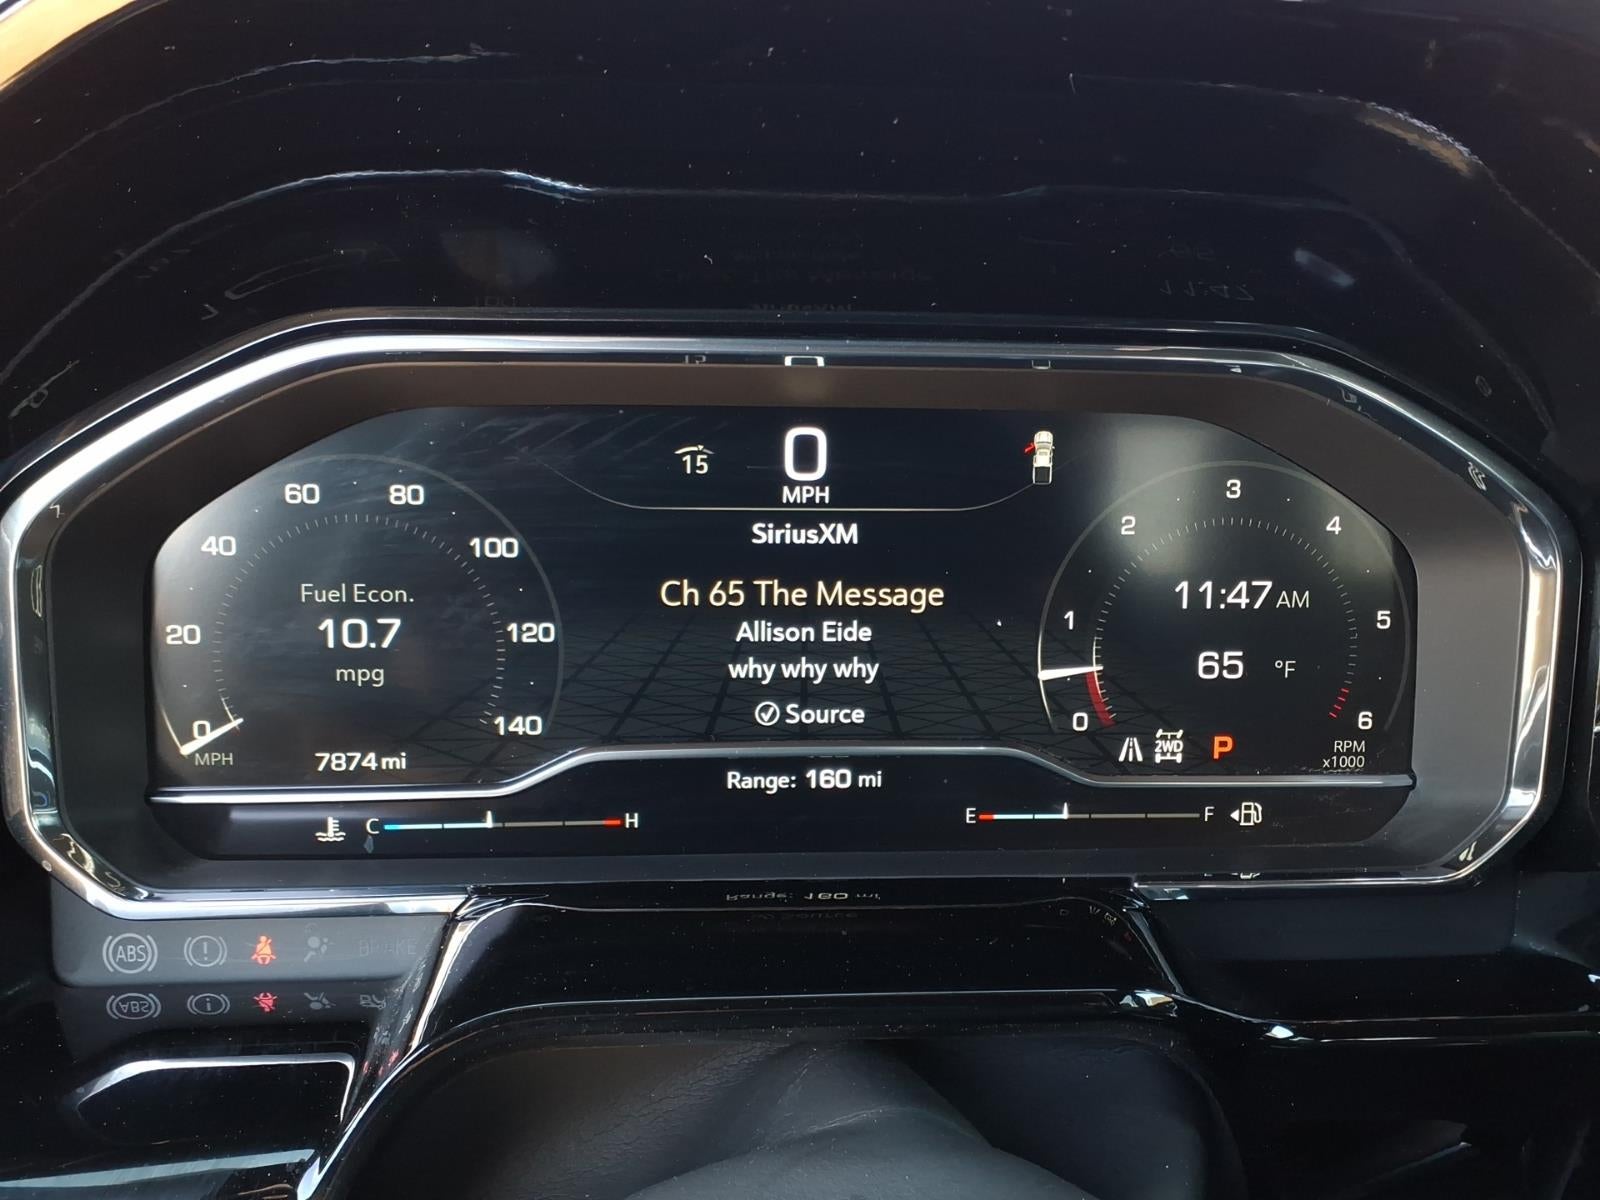 15
0
MPH
SiriusXM
Ch 65 The Message
Allison Eide
why why why
Source
0
20
40
60
80
100
120
140
MPH
Fuel Econ.
10.7
mpg
7874 mi
0
1
2
3
4
5
6
RPM
x1000
11:47 AM
65 °F
2WD
P
Range: 160 mi
C H
E F
ABS
BRAKE